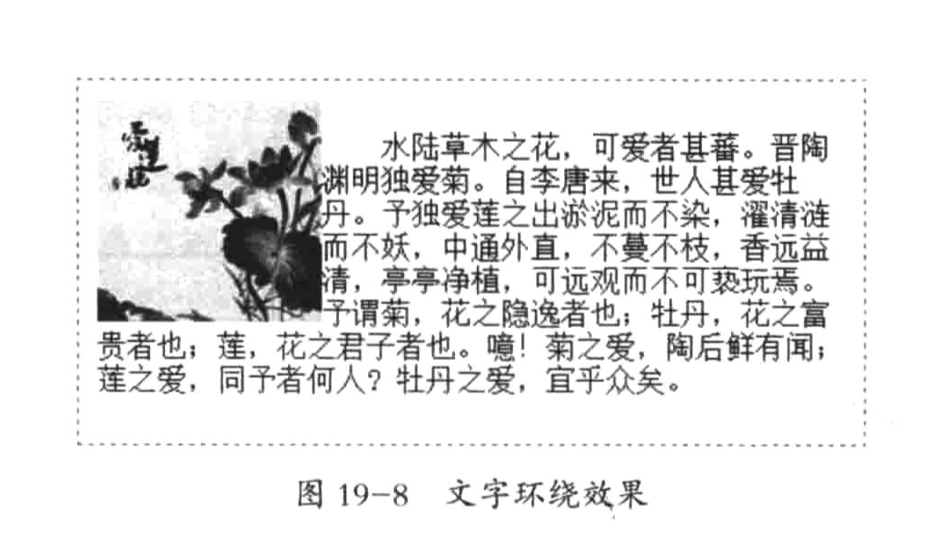 水陆草木之花，可爱者甚蕃。晋陶
渊明独爱菊。自李唐来，世人甚爱牡
丹。予独爱莲之出淤泥而不染，濯清涟
而不妖，中通外直，不蔓不枝，香远益
清，亭亭净植，可远观而不可亵玩焉。
予谓菊，花之隐逸者也；牡丹，花之富
贵者也；莲，花之君子者也。噫！菊之爱，陶后鲜有闻；
莲之爱，同予者何人？牡丹之爱，宜乎众矣。
图 19-8 文字环绕效果